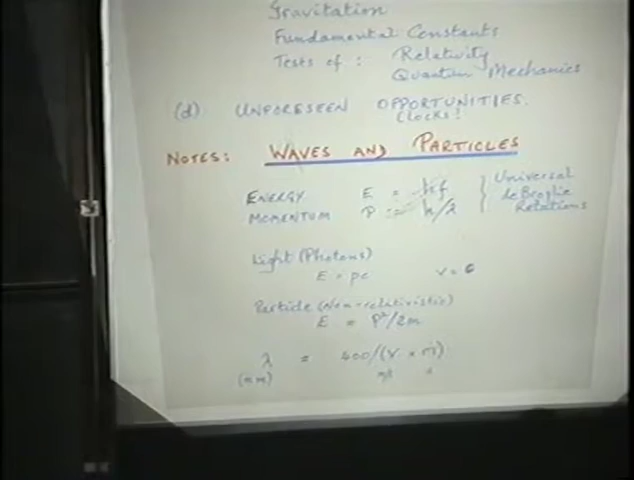 Gravitation
Fundamental Constants
Tests of : Relativity
Quantum Mechanics
(d) UNFORESEEN OPPORTUNITIES.
Clocks!
NOTES: WAVES AND PARTICLES
ENERGY E = hf } Universal
MOMENTUM P = h/λ de Broglie
Relations
Light (Photons)
E = pc v = c
Particle (Non-relativistic)
E = P²/2m
λ = 400/(V × m)
(nm) m/s